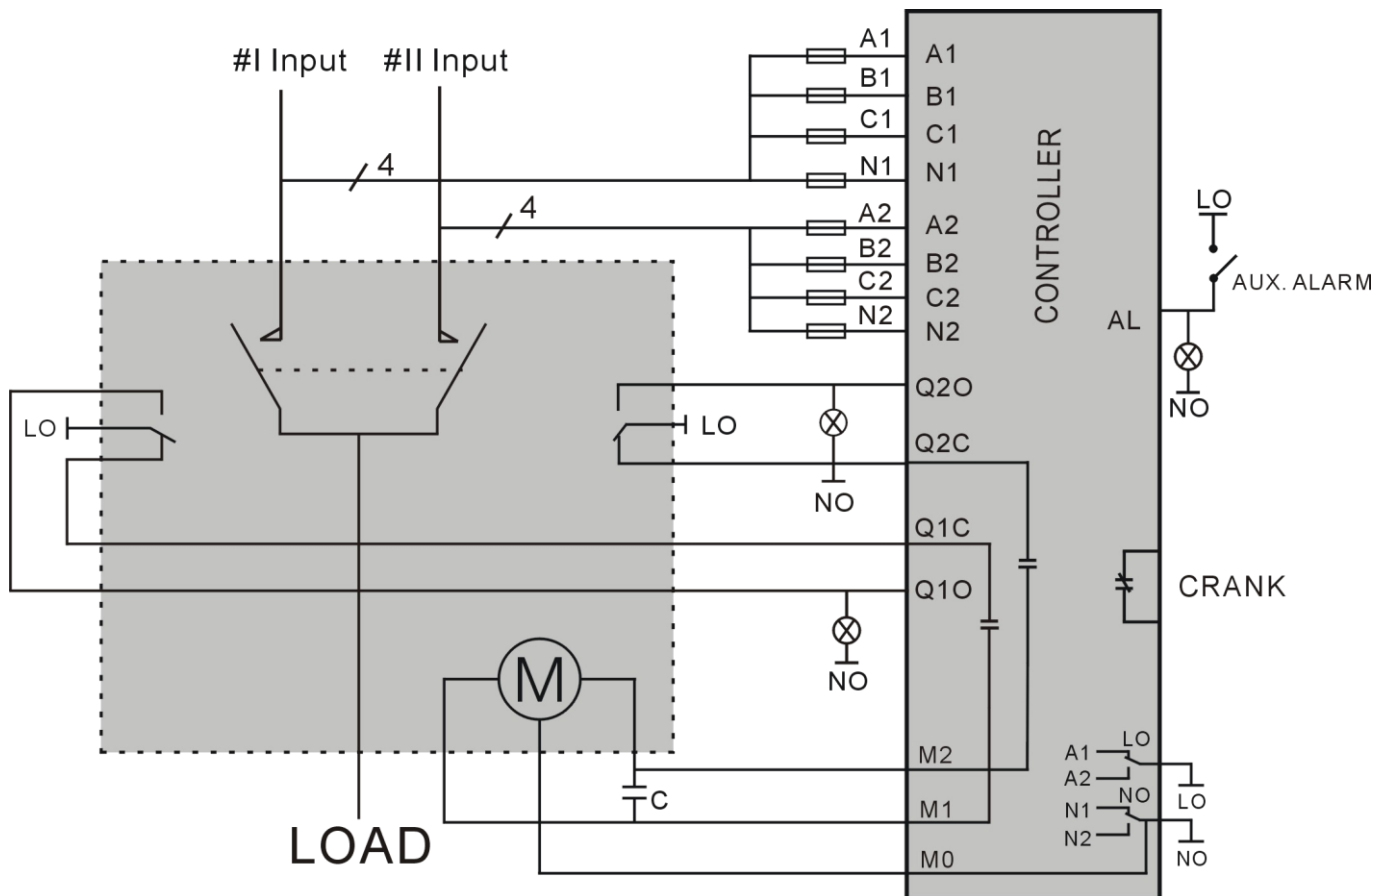 #I Input #II Input
4
4
A1
B1
C1
N1
A2
B2
C2
N2
A1
B1
C1
N1
A2
B2
C2
N2
CONTROLLER
AL
LO
AUX. ALARM
NO
LO
LO
Q2O
Q2C
NO
Q1C
Q1O
NO
CRANK
M
C
LOAD
M2
M1
M0
A1
LO
A2
LO
N1
NO
N2
NO